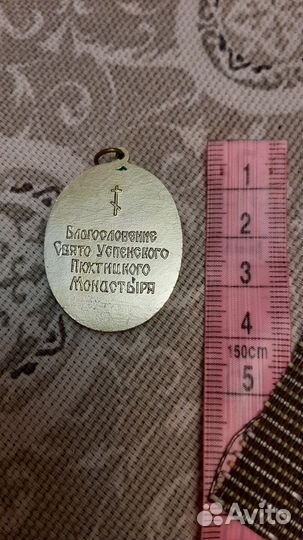 Благословение
Свято Успенского
Пюхтицкого
Монастыря
1
2
3
4
150cm
5
Avito